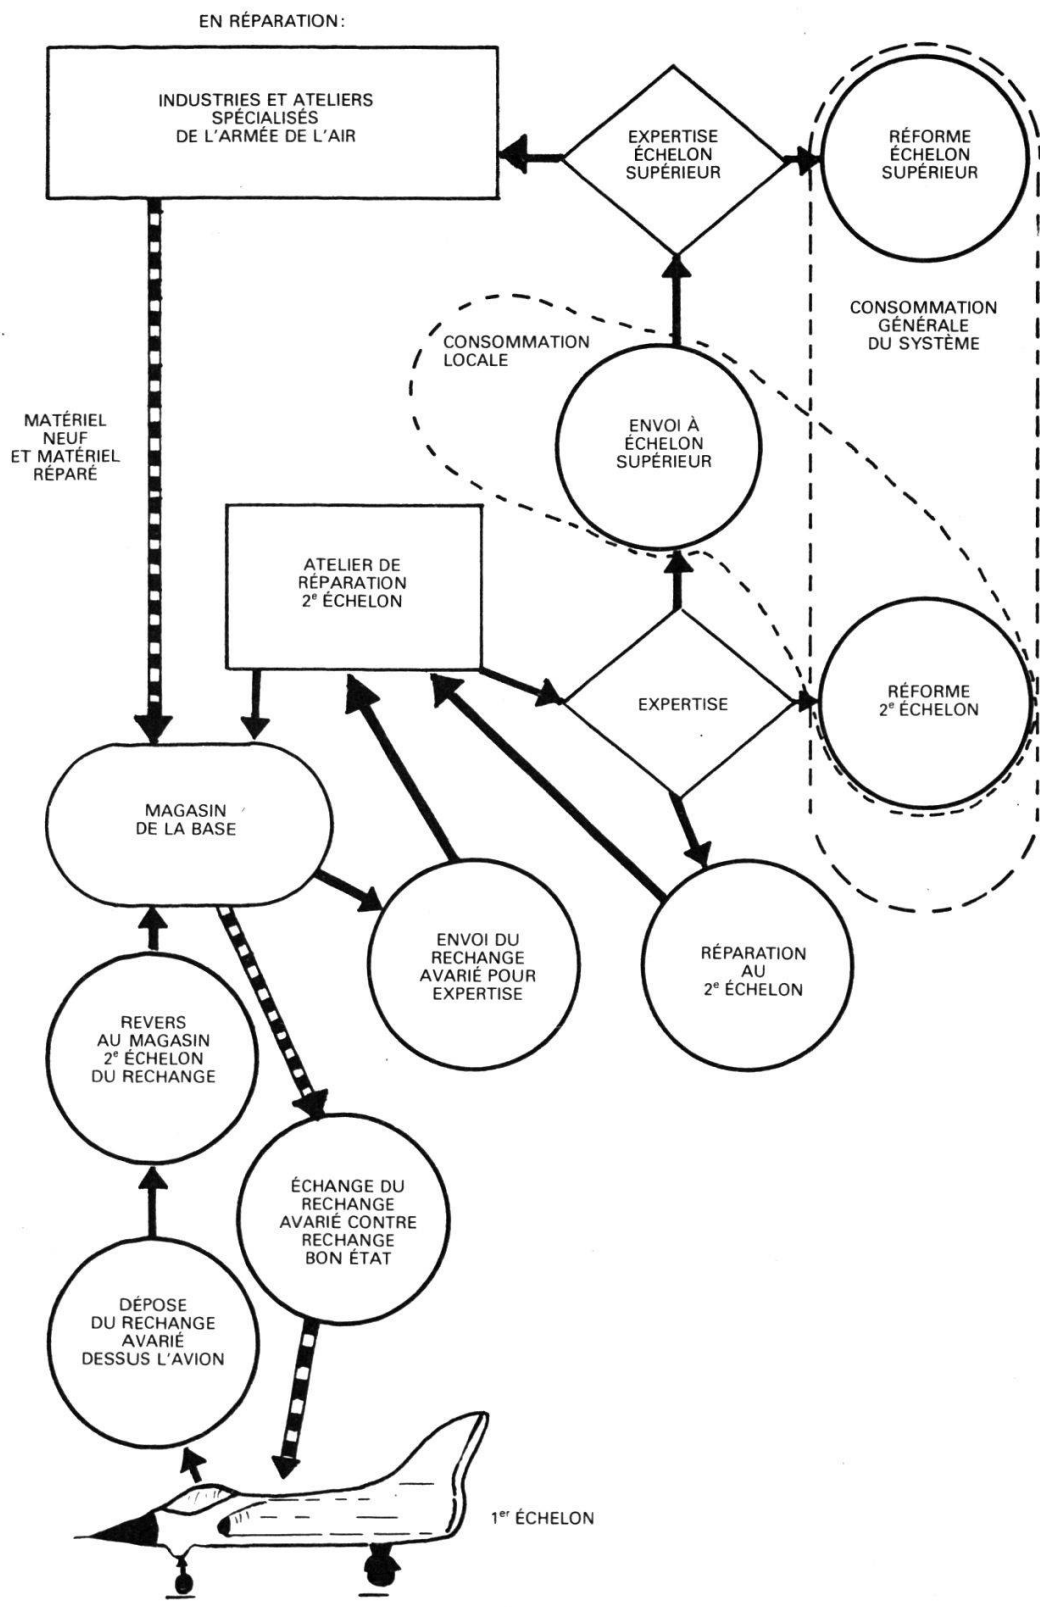 EN RÉPARATION:
INDUSTRIES ET ATELIERS
SPÉCIALISÉS
DE L'ARMÉE DE L'AIR
EXPERTISE
ÉCHELON
SUPÉRIEUR
RÉFORME
ÉCHELON
SUPÉRIEUR
CONSOMMATION
GÉNÉRALE
DU SYSTÈME
CONSOMMATION
LOCALE
ENVOI À
ÉCHELON
SUPÉRIEUR
MATÉRIEL
NEUF
ET MATÉRIEL
RÉPARÉ
ATELIER DE
RÉPARATION
2e ÉCHELON
EXPERTISE
RÉFORME
2e ÉCHELON
MAGASIN
DE LA BASE
ENVOI DU
RECHANGE
AVARIÉ POUR
EXPERTISE
RÉPARATION
AU
2e ÉCHELON
REVERS
AU MAGASIN
2e ÉCHELON
DU RECHANGE
ÉCHANGE DU
RECHANGE
AVARIÉ CONTRE
RECHANGE
BON ÉTAT
DÉPOSE
DU RECHANGE
AVARIÉ
DESSUS L'AVION
1er ÉCHELON